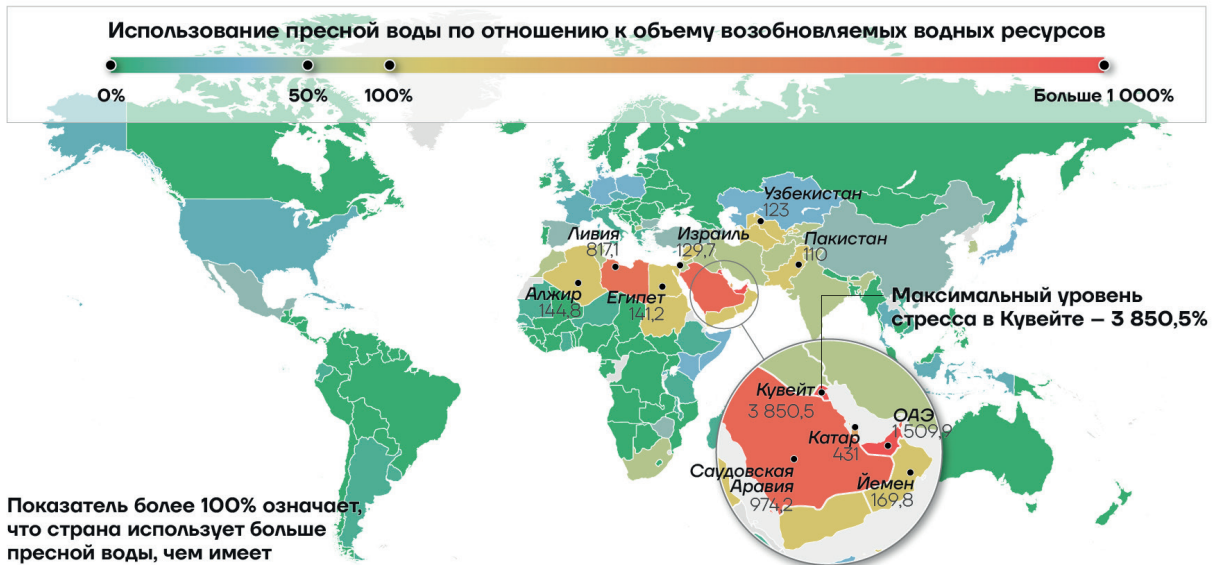 Использование пресной воды по отношению к объему возобновляемых водных ресурсов
0%
50%
100%
Больше 1 000%
Узбекистан
123
Ливия
817,1
Израиль
129,7
Пакистан
110
Алжир
144,8
Египет
141,2
Максимальный уровень
стресса в Кувейте – 3 850,5%
Кувейт
3 850,5
ОАЭ
1 509,9
Катар
431
Саудовская
Аравия
974,2
Йемен
169,8
Показатель более 100% означает,
что страна использует больше
пресной воды, чем имеет